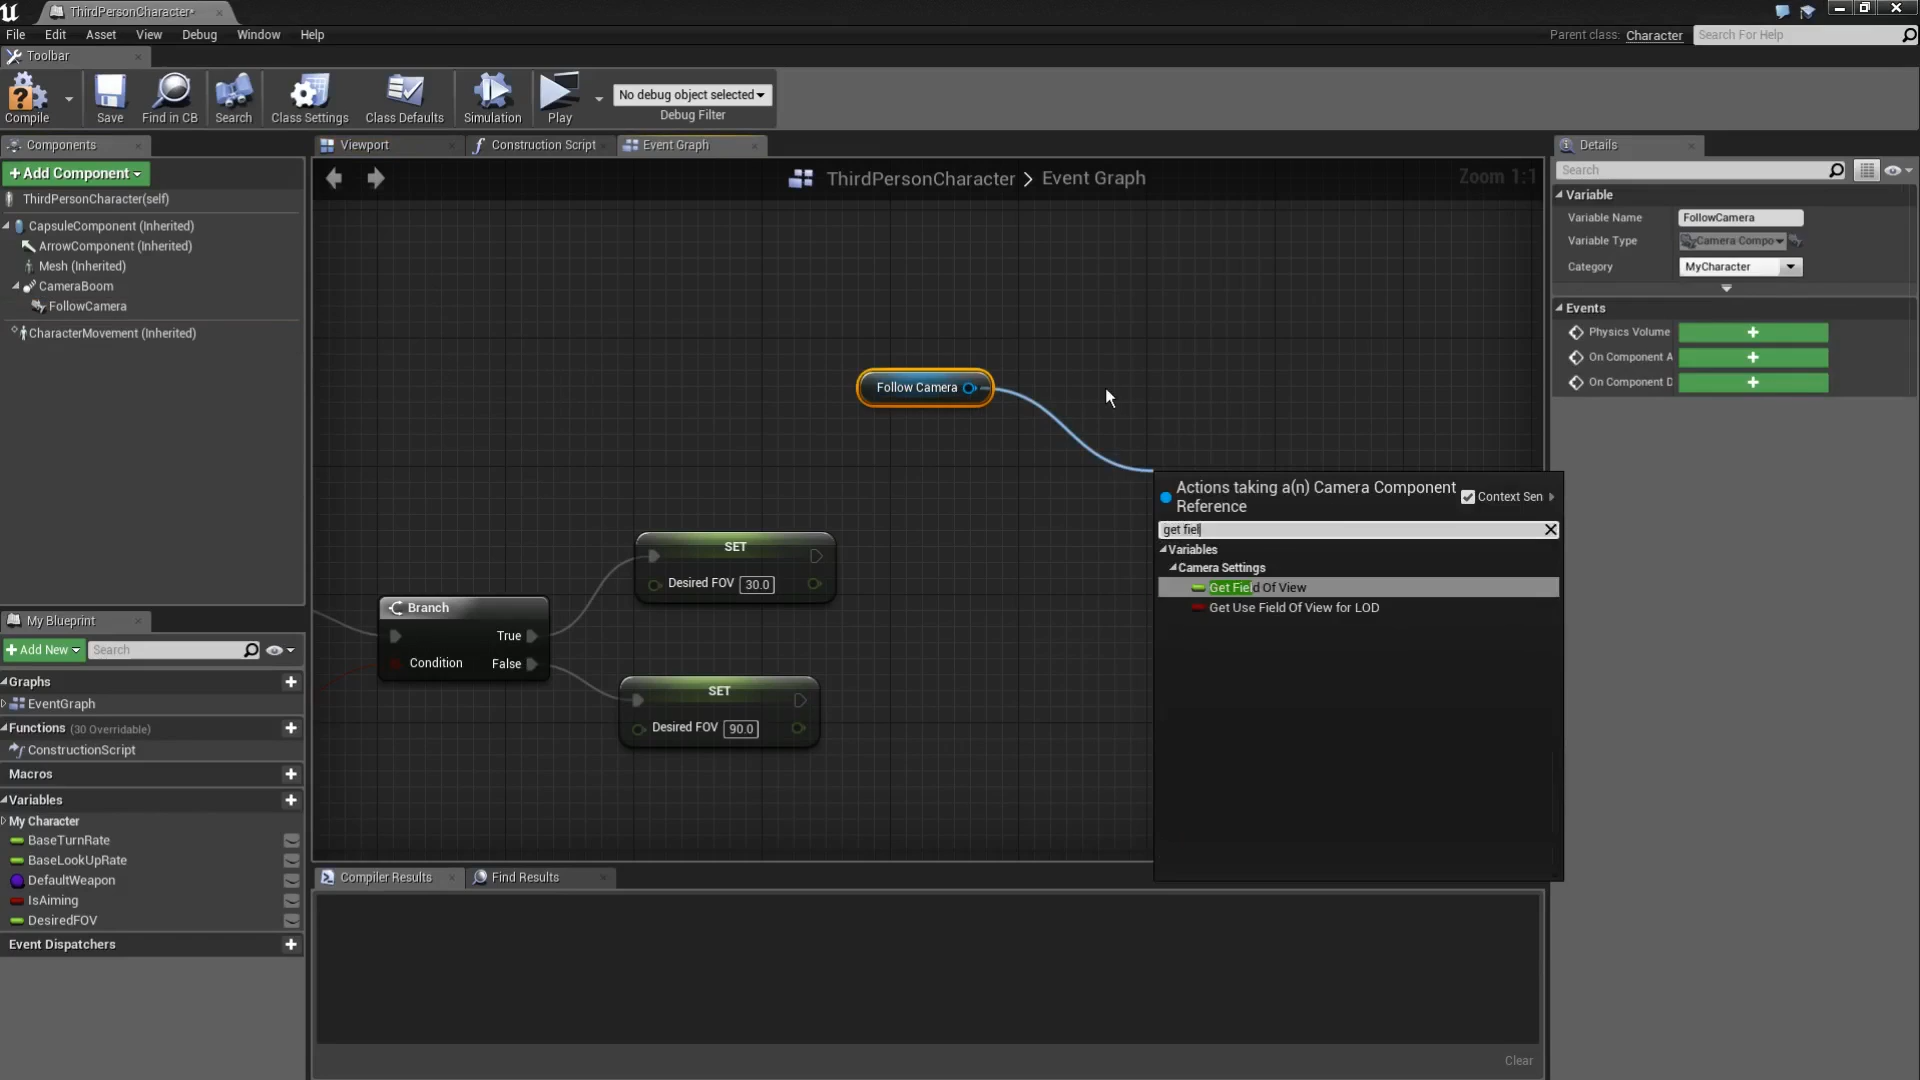 ThirdPersonCharacter*
File Edit Asset View Debug Window Help
Parent class: Character
Search For Help
Toolbar
Compile
Save
Find in CB
Search
Class Settings
Class Defaults
Simulation
Play
No debug object selected
Debug Filter
Components
+Add Component
ThirdPersonCharacter(self)
CapsuleComponent (Inherited)
ArrowComponent (Inherited)
Mesh (Inherited)
CameraBoom
FollowCamera
CharacterMovement (Inherited)
My Blueprint
+Add New
Search
Graphs
EventGraph
Functions (30 Overridable)
ConstructionScript
Macros
Variables
My Character
BaseTurnRate
BaseLookUpRate
DefaultWeapon
IsAiming
DesiredFOV
Event Dispatchers
Viewport
Construction Script
Event Graph
ThirdPersonCharacter > Event Graph
Zoom 1:1
Follow Camera
SET
Desired FOV 30.0
Branch
True
Condition
False
SET
Desired FOV 90.0
Actions taking a(n) Camera Component
Reference
Context Sen
get fiel
Variables
Camera Settings
Get Field Of View
Get Use Field Of View for LOD
Compiler Results
Find Results
Clear
Details
Search
Variable
Variable Name FollowCamera
Variable Type Camera Compo
Category MyCharacter
Events
Physics Volume
On Component A
On Component D